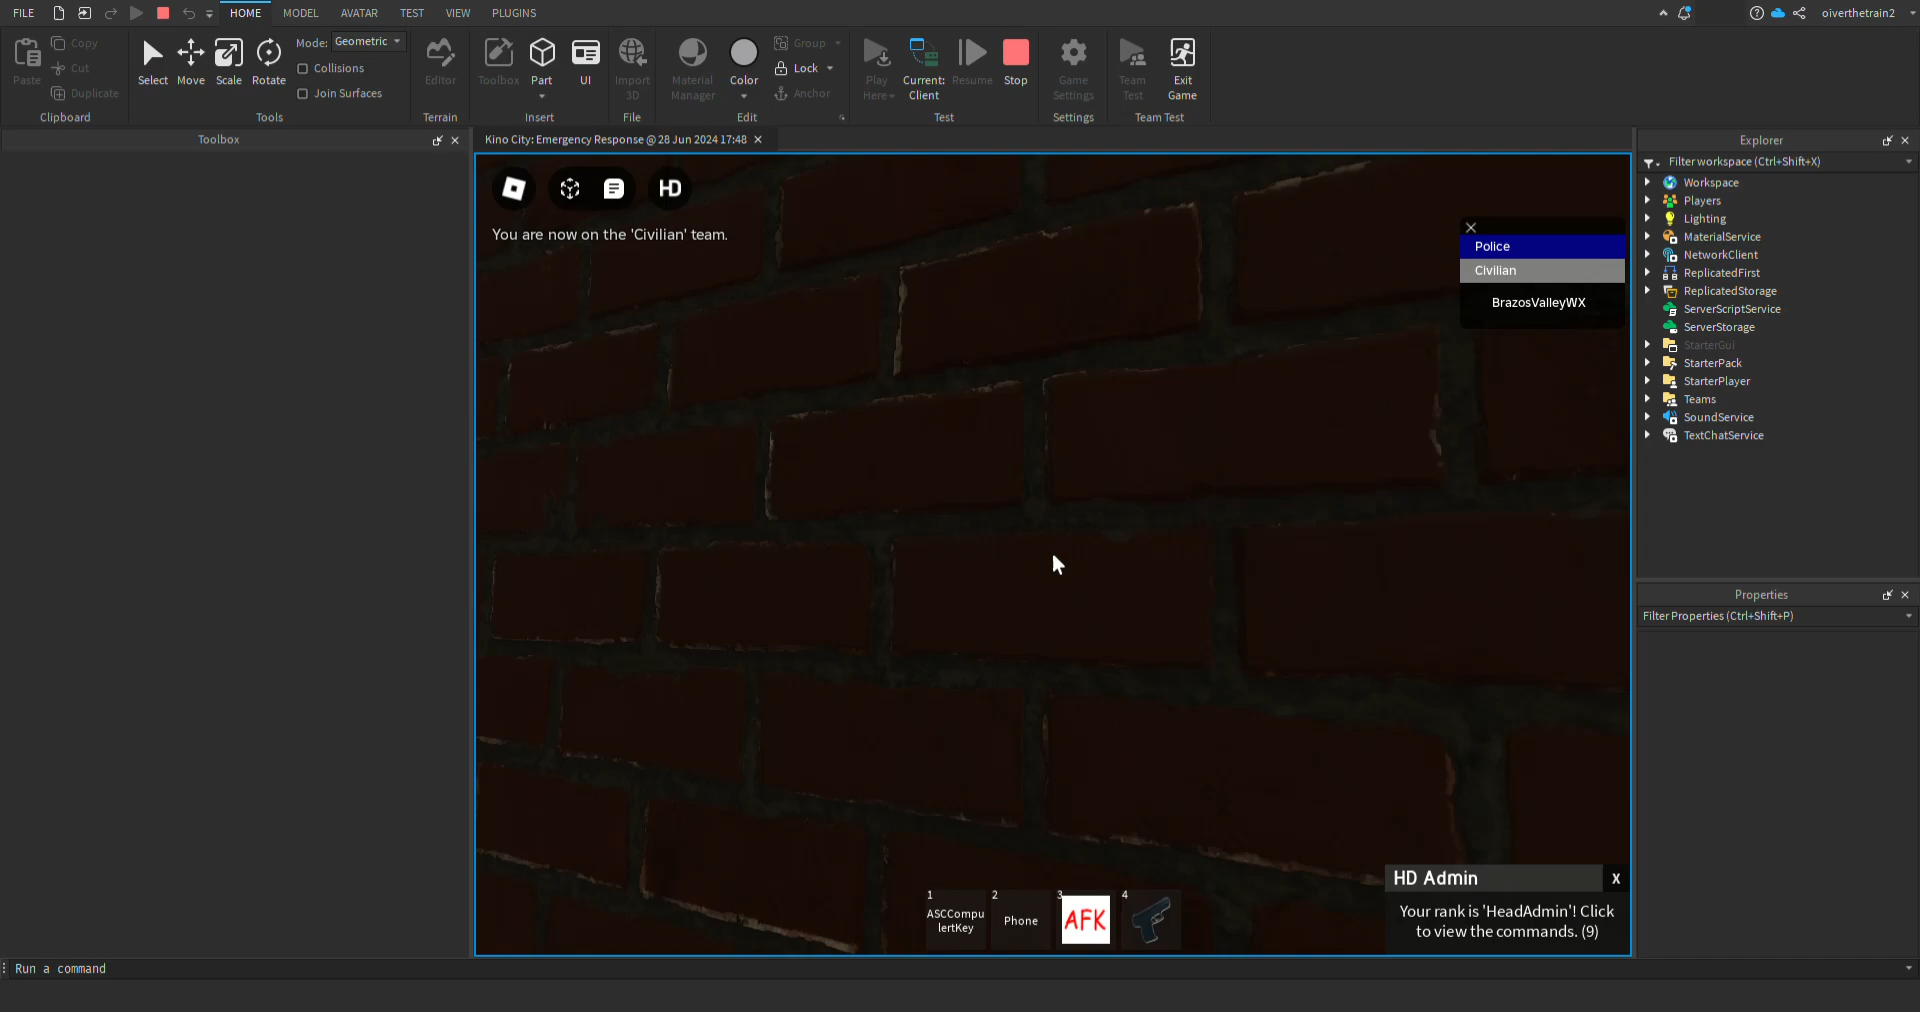 FILE HOME MODEL AVATAR TEST VIEW PLUGINS oiverthetrain2
Paste Copy Cut Duplicate
Clipboard
Select Move Scale Rotate
Mode: Geometric
Collisions
Join Surfaces
Tools
Editor
Terrain
Toolbox Part UI
Insert
Import 3D
File
Material Manager Color
Group
Lock
Anchor
Edit
Play Here Current: Client Resume Stop
Test
Game Settings
Settings
Team Test Exit Game
Team Test
Toolbox
Kino City: Emergency Response @ 28 Jun 2024 17:48
HD
You are now on the 'Civilian' team.
Police
Civilian
BrazosValleyWX
1 ASCCompu
lertKey
2 Phone
3 AFK
4
HD Admin X
Your rank is 'HeadAdmin'! Click
to view the commands. (9)
Explorer
Filter workspace (Ctrl+Shift+X)
Workspace
Players
Lighting
MaterialService
NetworkClient
ReplicatedFirst
ReplicatedStorage
ServerScriptService
ServerStorage
StarterGui
StarterPack
StarterPlayer
Teams
SoundService
TextChatService
Properties
Filter Properties (Ctrl+Shift+P)
Run a command